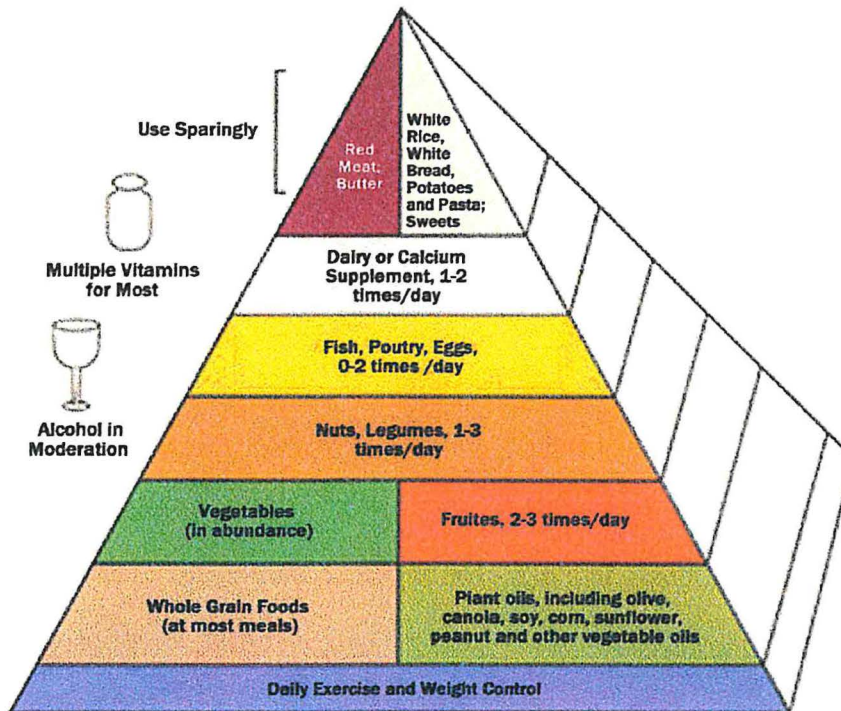 Use Sparingly
Red
Meat;
Butter
White
Rice,
White
Bread,
Potatoes
and Pasta;
Sweets
Multiple Vitamins
for Most
Dairy or Calcium
Supplement, 1-2
times/day
Fish, Poutry, Eggs,
0-2 times /day
Alcohol in
Moderation
Nuts, Legumes, 1-3
times/day
Vegetables
(in abundance)
Fruites, 2-3 times/day
Whole Grain Foods
(at most meals)
Plant oils, including olive,
canola, soy, corn, sunflower,
peanut and other vegetable oils
Daily Exercise and Weight Control